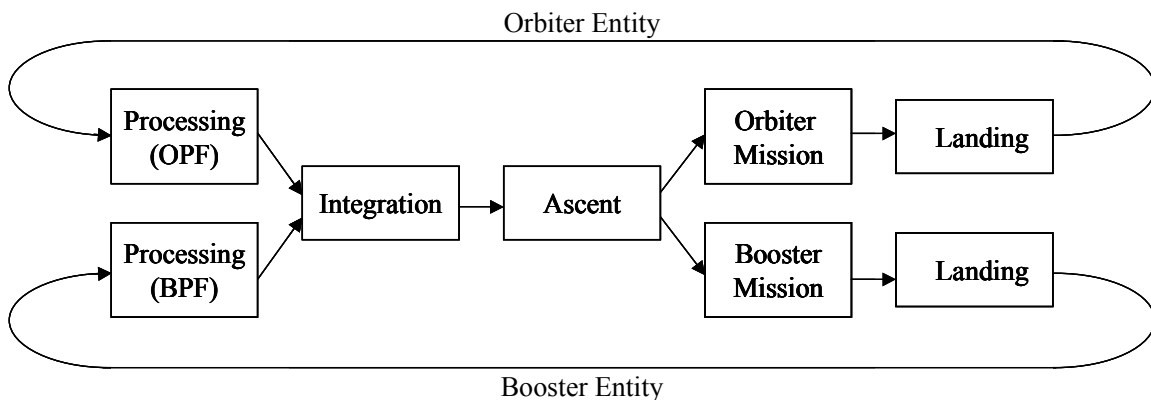 Orbiter Entity
Processing
(OPF)
Integration
Ascent
Orbiter
Mission
Landing
Processing
(BPF)
Booster
Mission
Landing
Booster Entity